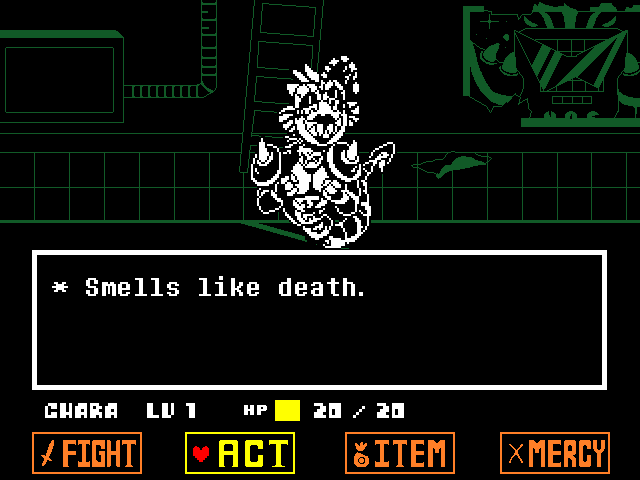 * Smells like death.
CHARA LV 1 HP 20 / 20
FIGHT ACT ITEM MERCY